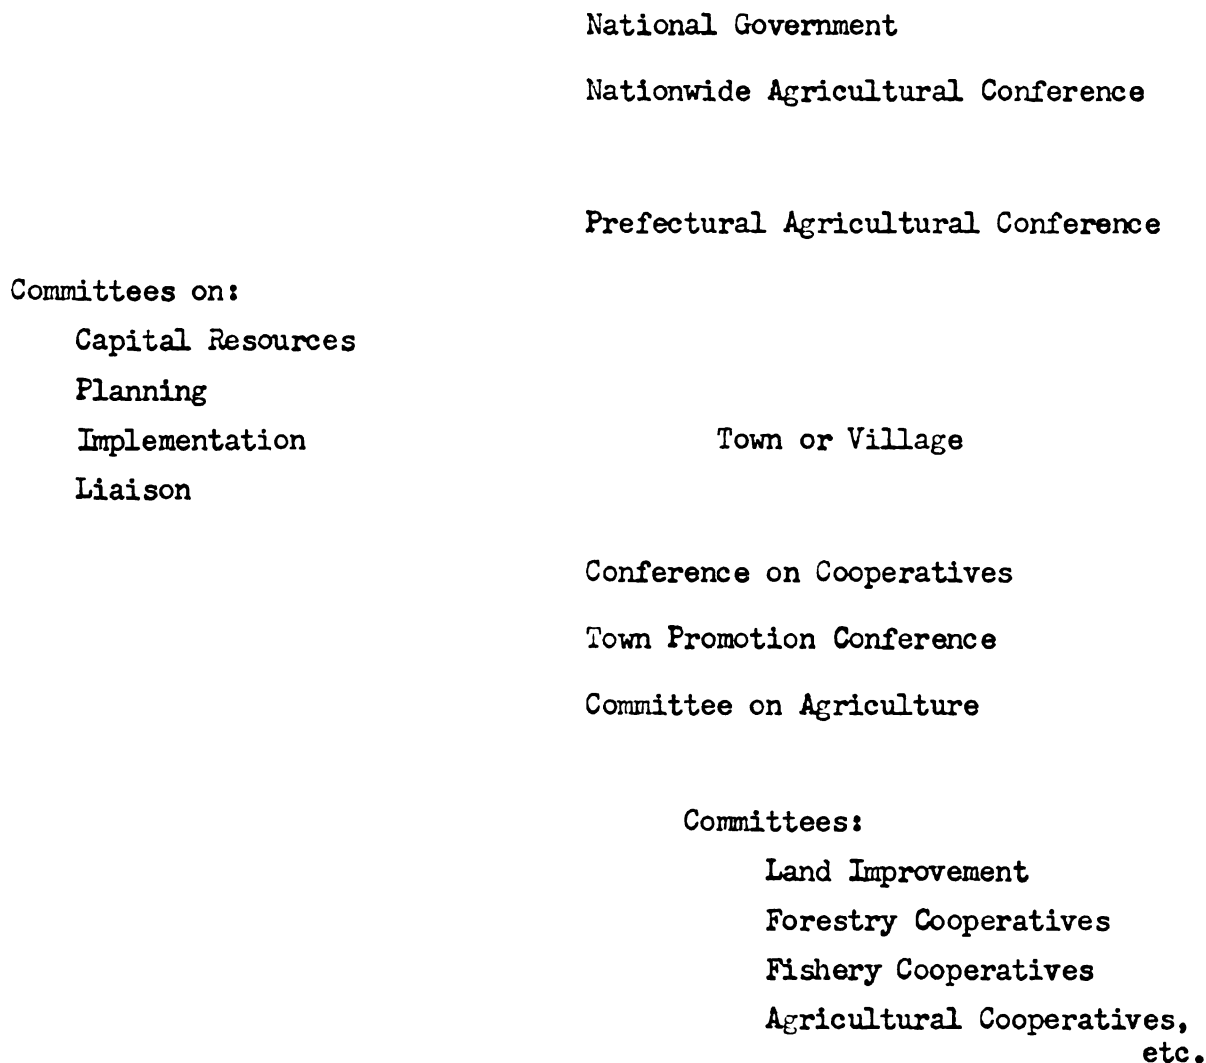 National Government
Nationwide Agricultural Conference
Prefectural Agricultural Conference
Committees on:
Capital Resources
Planning
Implementation
Town or Village
Liaison
Conference on Cooperatives
Town Promotion Conference
Committee on Agriculture
Committees:
Land Improvement
Forestry Cooperatives
Fishery Cooperatives
Agricultural Cooperatives,
etc.